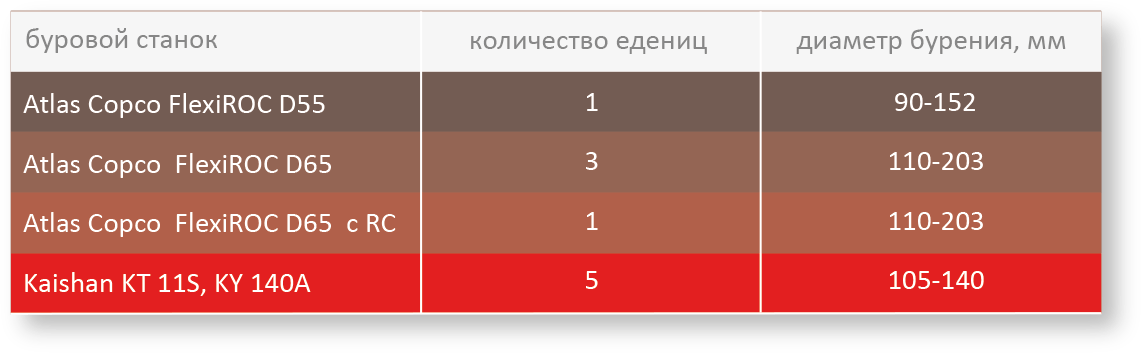 буровой станок количество едениц диаметр бурения, мм
Atlas Copco FlexiROC D55 1 90-152
Atlas Copco FlexiROC D65 3 110-203
Atlas Copco FlexiROC D65 с RC 1 110-203
Kaishan KT 11S, KY 140A 5 105-140